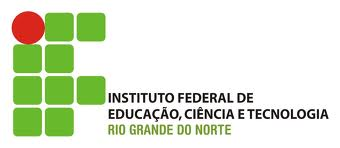 INSTITUTO FEDERAL DE
EDUCAÇÃO, CIÊNCIA E TECNOLOGIA
RIO GRANDE DO NORTE